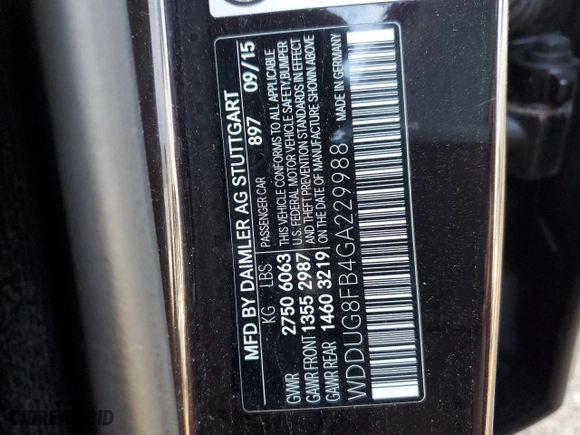 MFD BY DAIMLER AG STUTTGART
897 09/15
KG LBS PASSENGER CAR
GVWR 2750 6063 THIS VEHICLE CONFORMS TO ALL APPLICABLE
GAWR FRONT 1355 2987 U.S. FEDERAL MOTOR VEHICLE SAFETY,BUMPER
GAWR REAR 1460 3219 AND THEFT PREVENTION STANDARDS IN EFFECT
ON THE DATE OF MANUFACTURE SHOWN ABOVE
WDDUG8FB4GA229988 MADE IN GERMANY